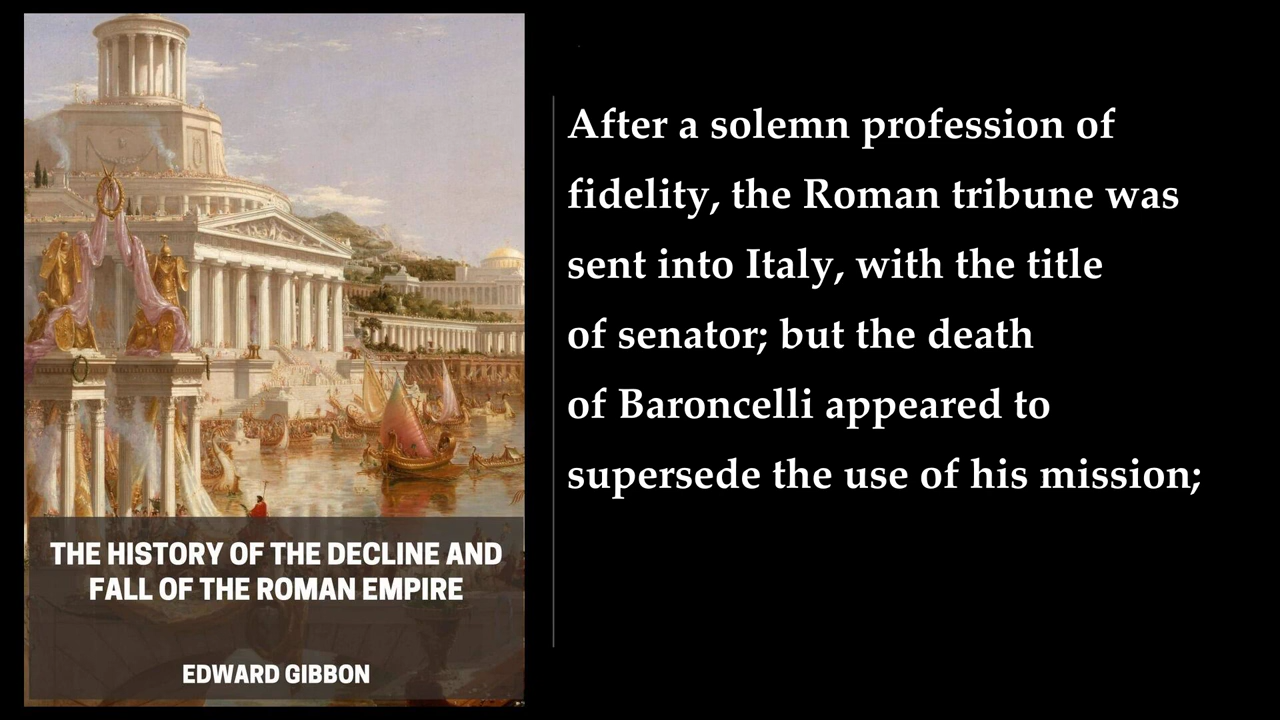 After a solemn profession of
fidelity, the Roman tribune was
sent into Italy, with the title
of senator; but the death
of Baroncelli appeared to
supersede the use of his mission;
THE HISTORY OF THE DECLINE AND
FALL OF THE ROMAN EMPIRE
EDWARD GIBBON